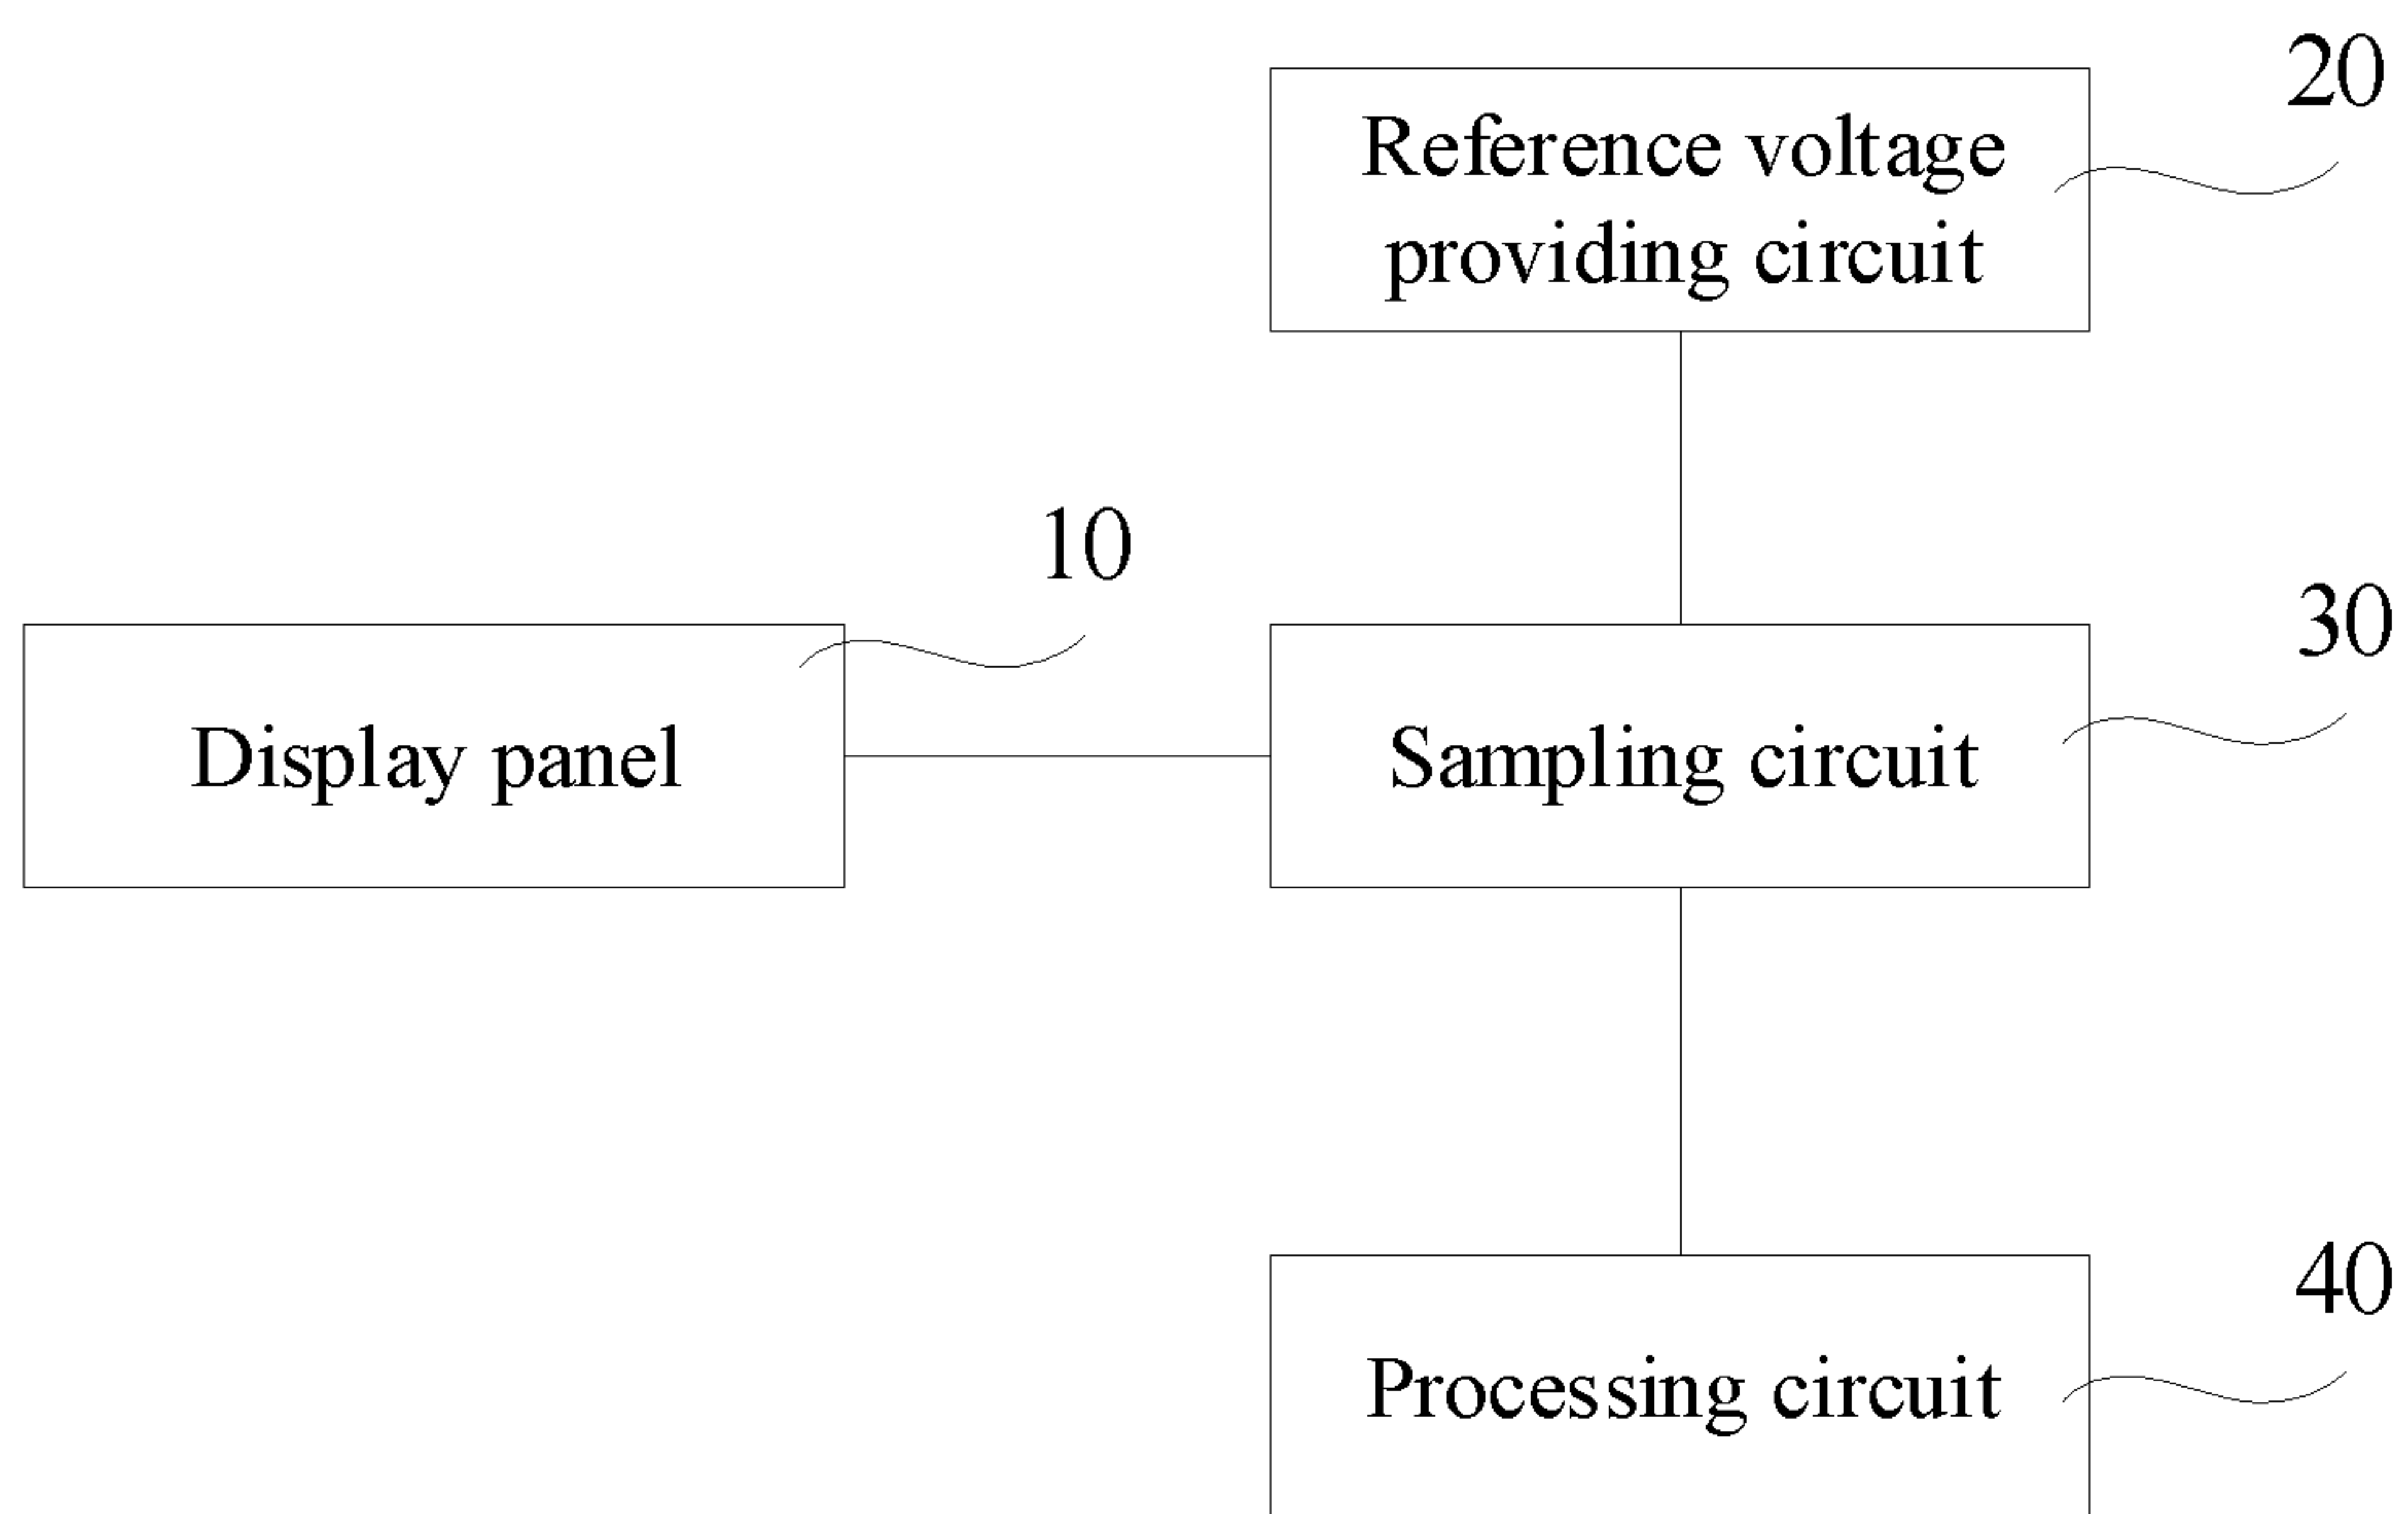 20
Reference voltage
providing circuit
10
30
Display panel
Sampling circuit
40
Processing circuit